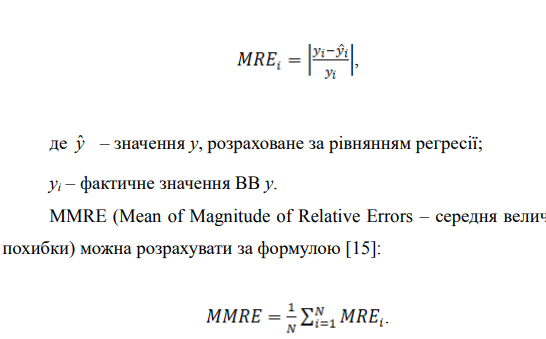 MRE_i = |y_i−ŷ_i / y_i|,
де ŷ – значення y, розраховане за рівнянням регресії;
y_i – фактичне значення ВВ y.
MMRE (Mean of Magnitude of Relative Errors – середня велич
похибки) можна розрахувати за формулою [15]:
MMRE = 1/N ∑_{i=1}^{N} MRE_i.